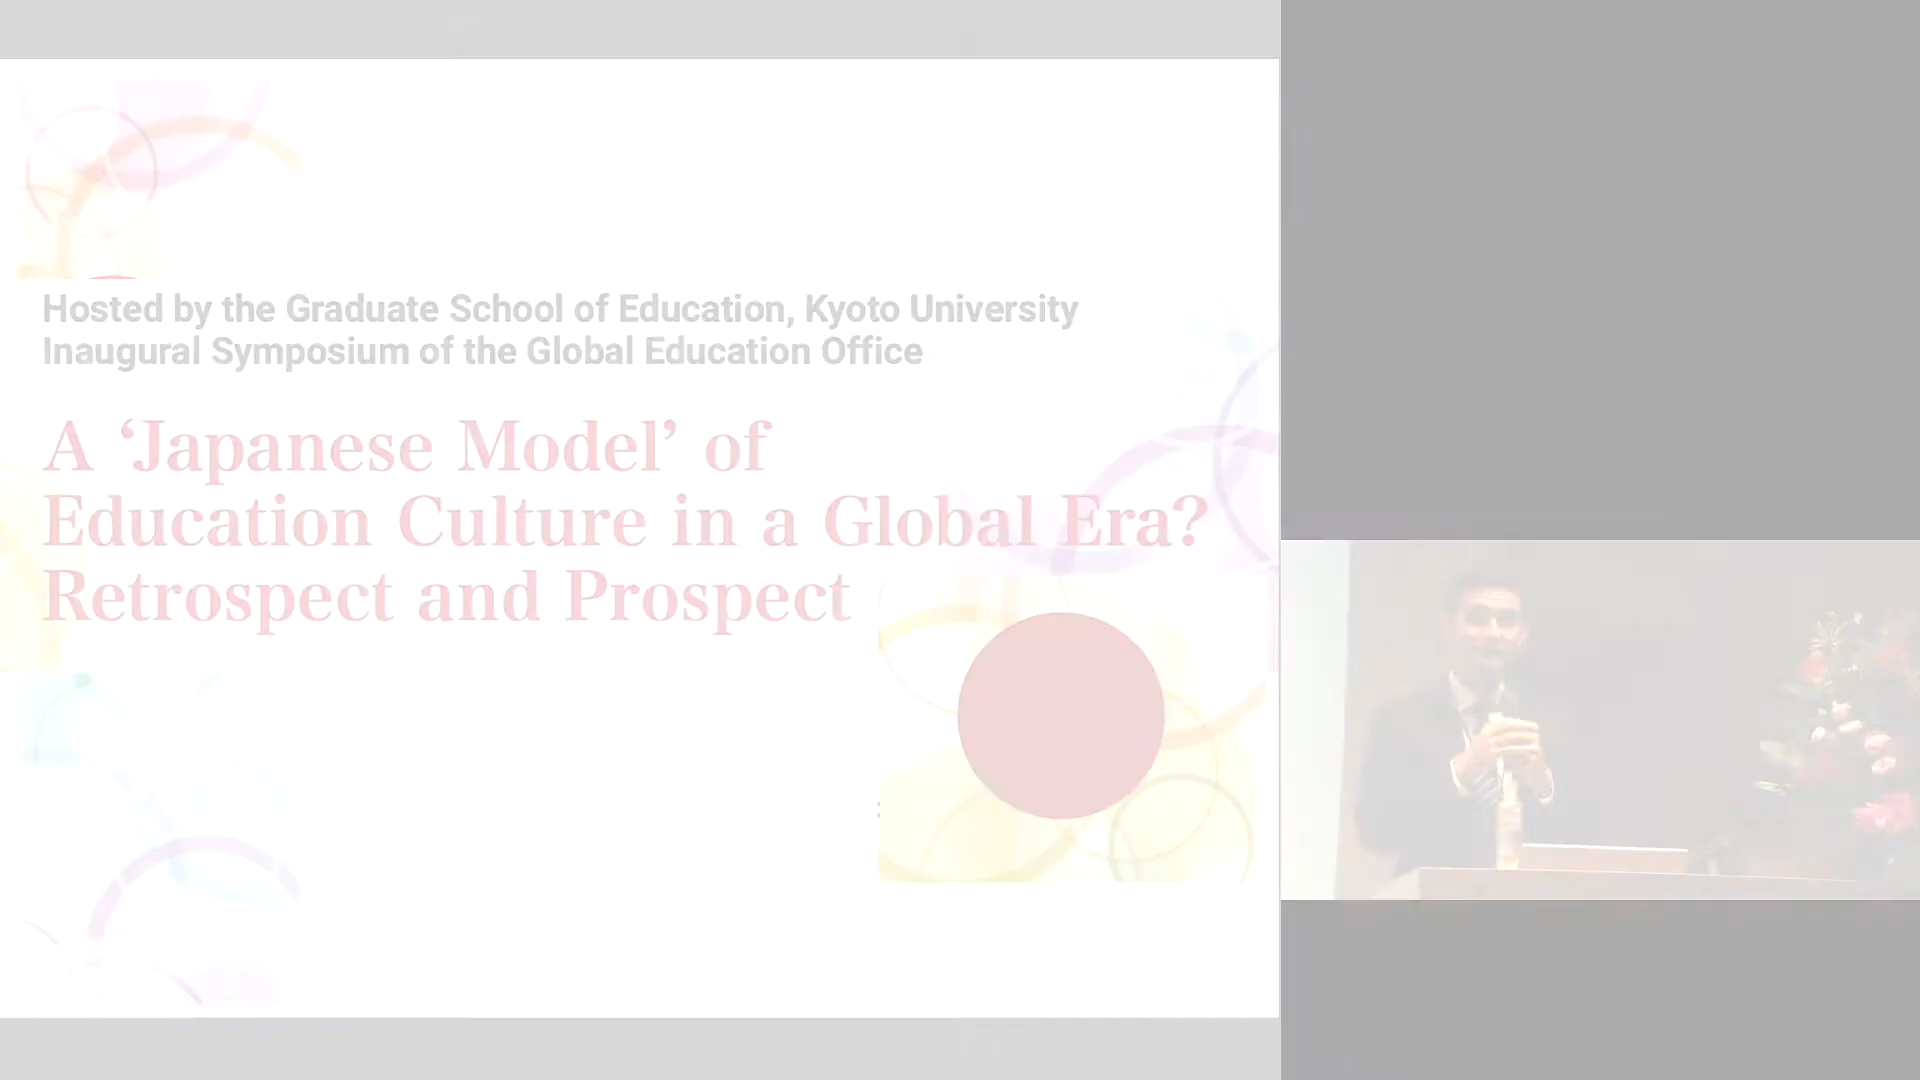 Hosted by the Graduate School of Education, Kyoto University
Inaugural Symposium of the Global Education Office
A ‘Japanese Model’ of
Education Culture in a Global Era?
Retrospect and Prospect